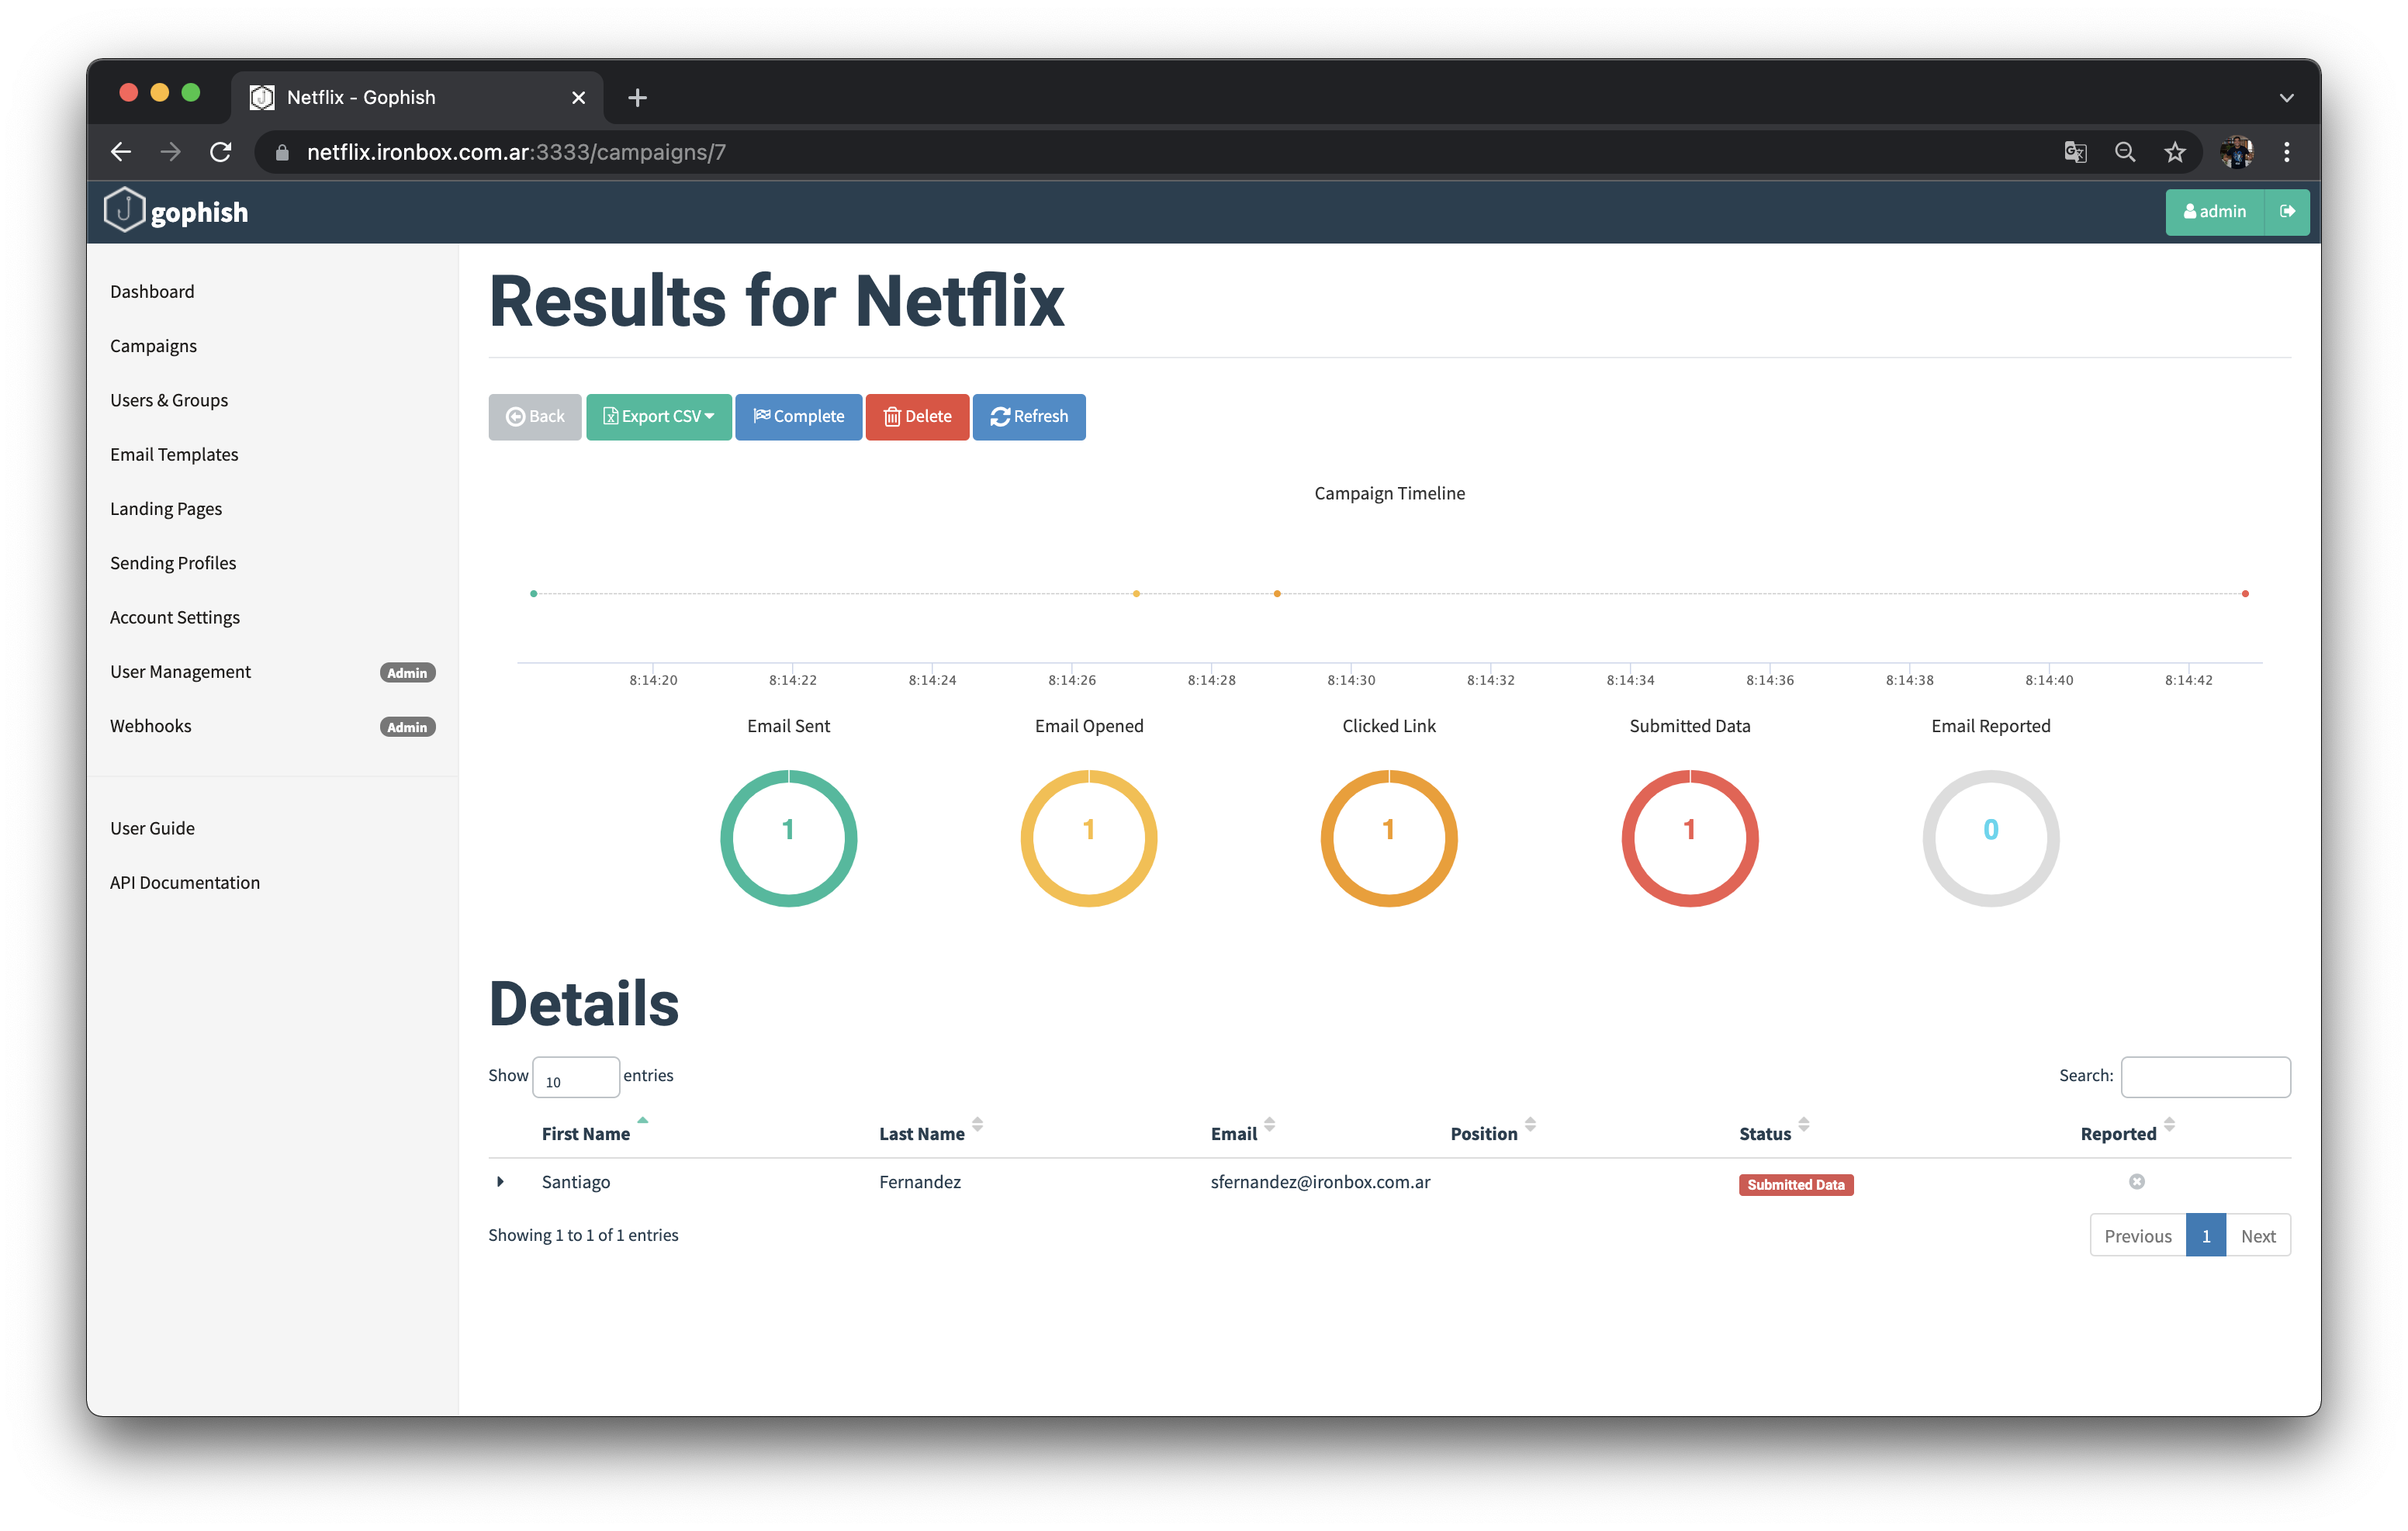 Netflix - Gophish
netflix.ironbox.com.ar:3333/campaigns/7
gophish
admin
Dashboard
Campaigns
Users & Groups
Email Templates
Landing Pages
Sending Profiles
Account Settings
User Management Admin
Webhooks Admin
User Guide
API Documentation
Results for Netflix
Back Export CSV Complete Delete Refresh
Campaign Timeline
8:14:20 8:14:22 8:14:24 8:14:26 8:14:28 8:14:30 8:14:32 8:14:34 8:14:36 8:14:38 8:14:40 8:14:42
Email Sent Email Opened Clicked Link Submitted Data Email Reported
1 1 1 1 0
Details
Show 10 entries Search:
First Name Last Name Email Position Status Reported
Santiago Fernandez sfernandez@ironbox.com.ar Submitted Data
Showing 1 to 1 of 1 entries Previous 1 Next